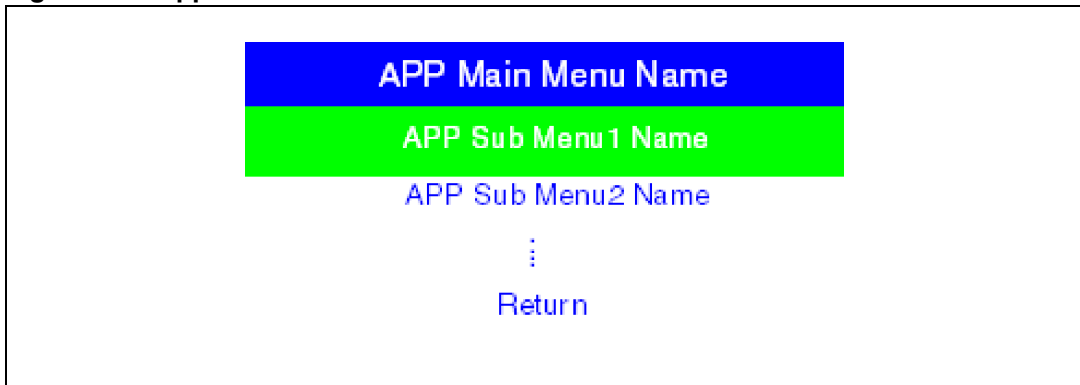 APP Main Menu Name
APP Sub Menu1 Name
APP Sub Menu2 Name
⋮
Return